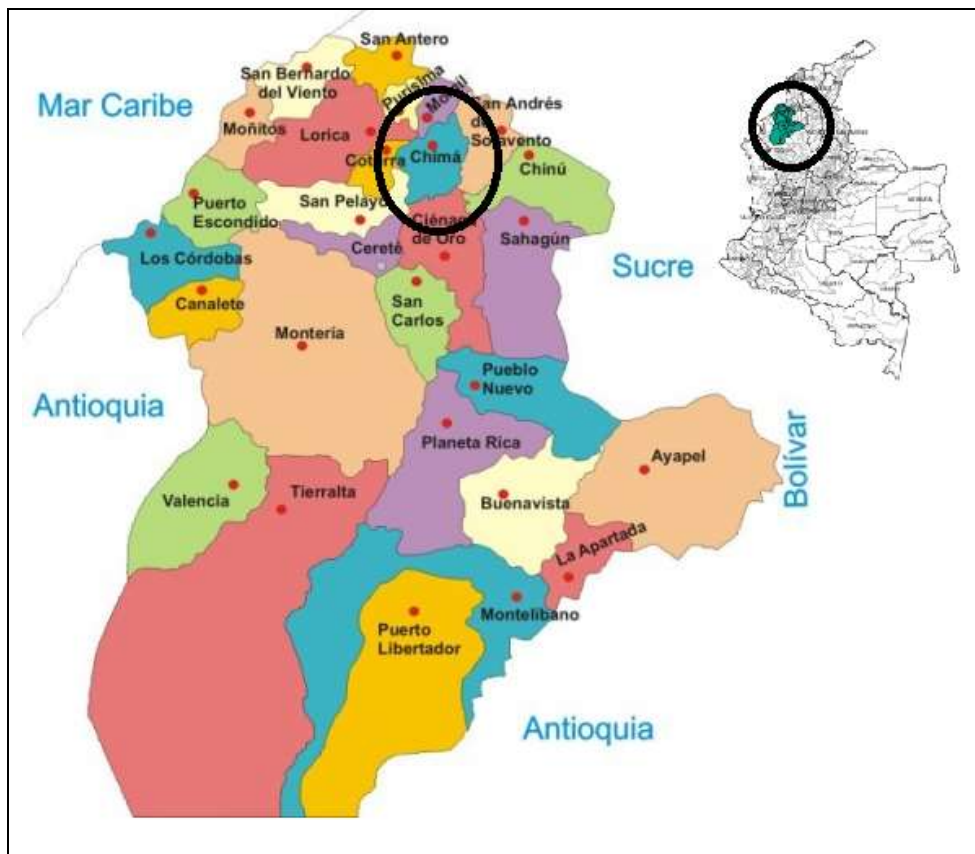 San Antero
San Bernardo
del Viento
Purísima
Momil
San Andrés
de
Sotavento
Mar Caribe
Moñitos
Lorica
Cotorra
Chimá
Chinú
Puerto
Escondido
San Pelayo
Ciénaga
de Oro
Sahagún
Cereté
Los Córdobas
Sucre
Canalete
San
Carlos
Montería
Pueblo
Nuevo
Antioquia
Planeta Rica
Ayapel
Bolívar
Valencia
Tierralta
Buenavista
La Apartada
Montelibano
Puerto
Libertador
Antioquia